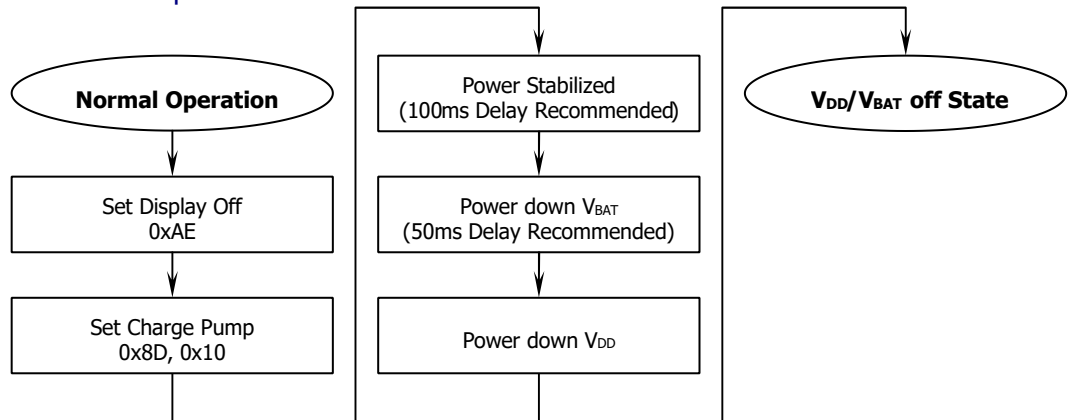 Normal Operation
Set Display Off
0xAE
Set Charge Pump
0x8D, 0x10
Power Stabilized
(100ms Delay Recommended)
Power down VBAT
(50ms Delay Recommended)
Power down VDD
VDD/VBAT off State